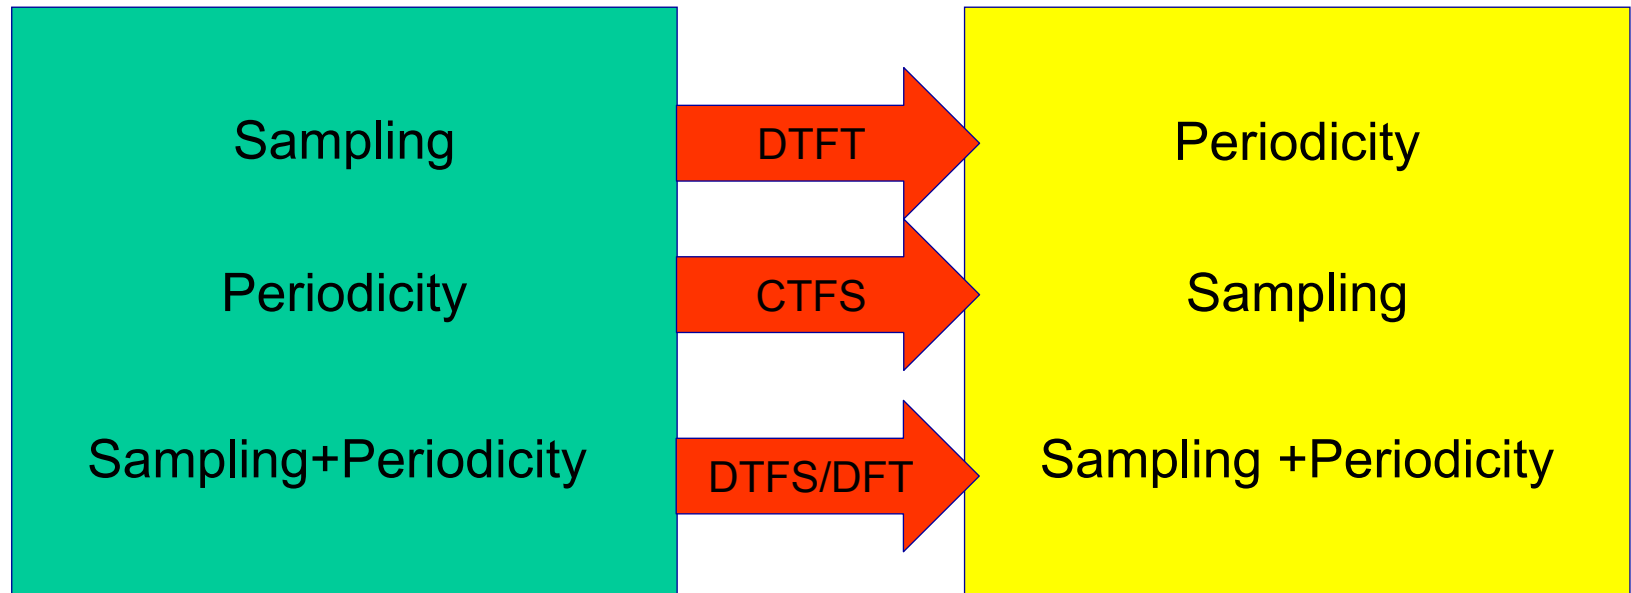 Sampling
DTFT
Periodicity
Periodicity
CTFS
Sampling
Sampling+Periodicity
DTFS/DFT
Sampling +Periodicity